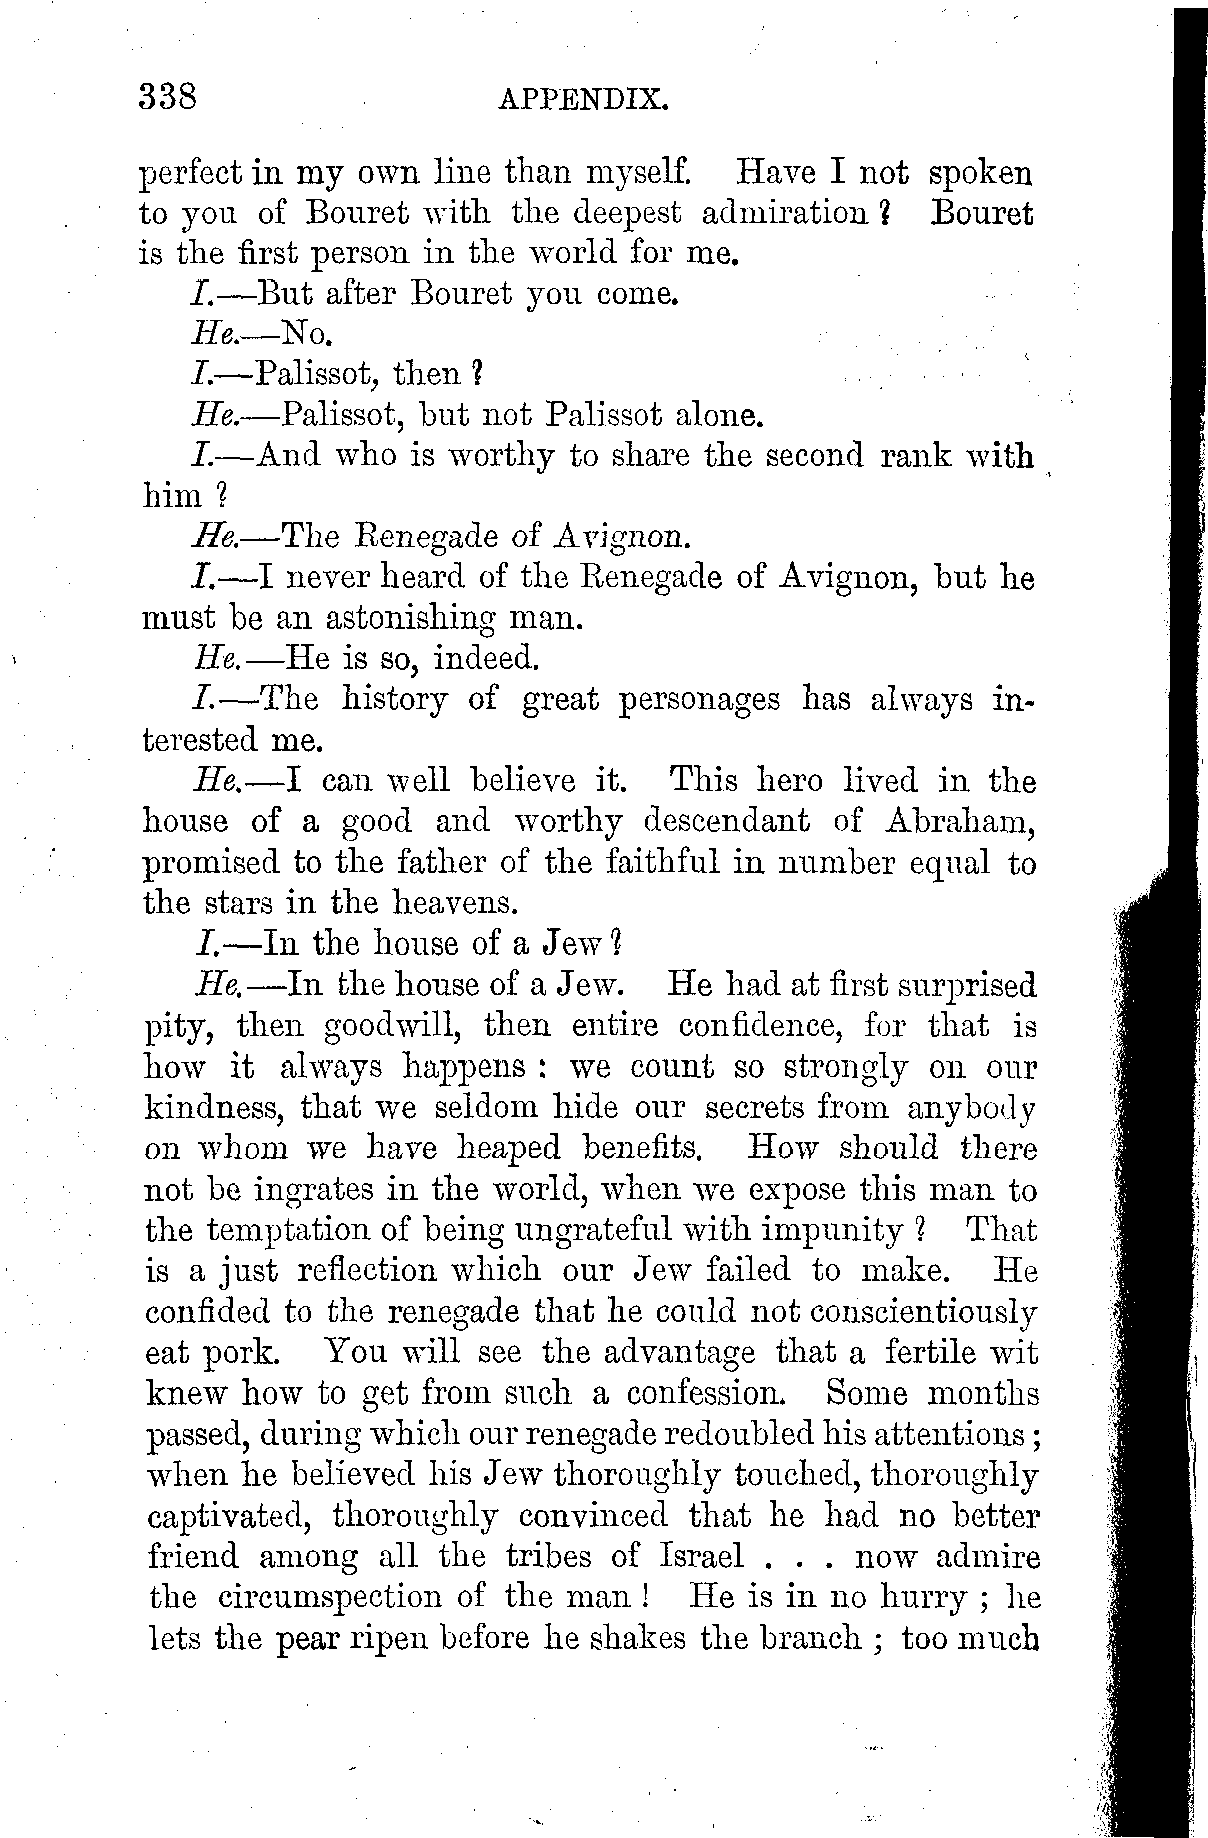 338 APPENDIX.
perfect in my own line than myself. Have I not spoken
to you of Bouret with the deepest admiration? Bouret
is the first person in the world for me.
I.—But after Bouret you come.
He.—No.
I.—Palissot, then?
He.—Palissot, but not Palissot alone.
I.—And who is worthy to share the second rank with
him?
He.—The Renegade of Avignon.
I.—I never heard of the Renegade of Avignon, but he
must be an astonishing man.
He.—He is so, indeed.
I.—The history of great personages has always in-
terested me.
He.—I can well believe it. This hero lived in the
house of a good and worthy descendant of Abraham,
promised to the father of the faithful in number equal to
the stars in the heavens.
I.—In the house of a Jew?
He.—In the house of a Jew. He had at first surprised
pity, then goodwill, then entire confidence, for that is
how it always happens: we count so strongly on our
kindness, that we seldom hide our secrets from anybody
on whom we have heaped benefits. How should there
not be ingrates in the world, when we expose this man to
the temptation of being ungrateful with impunity? That
is a just reflection which our Jew failed to make. He
confided to the renegade that he could not conscientiously
eat pork. You will see the advantage that a fertile wit
knew how to get from such a confession. Some months
passed, during which our renegade redoubled his attentions;
when he believed his Jew thoroughly touched, thoroughly
captivated, thoroughly convinced that he had no better
friend among all the tribes of Israel . . . now admire
the circumspection of the man! He is in no hurry; he
lets the pear ripen before he shakes the branch; too much